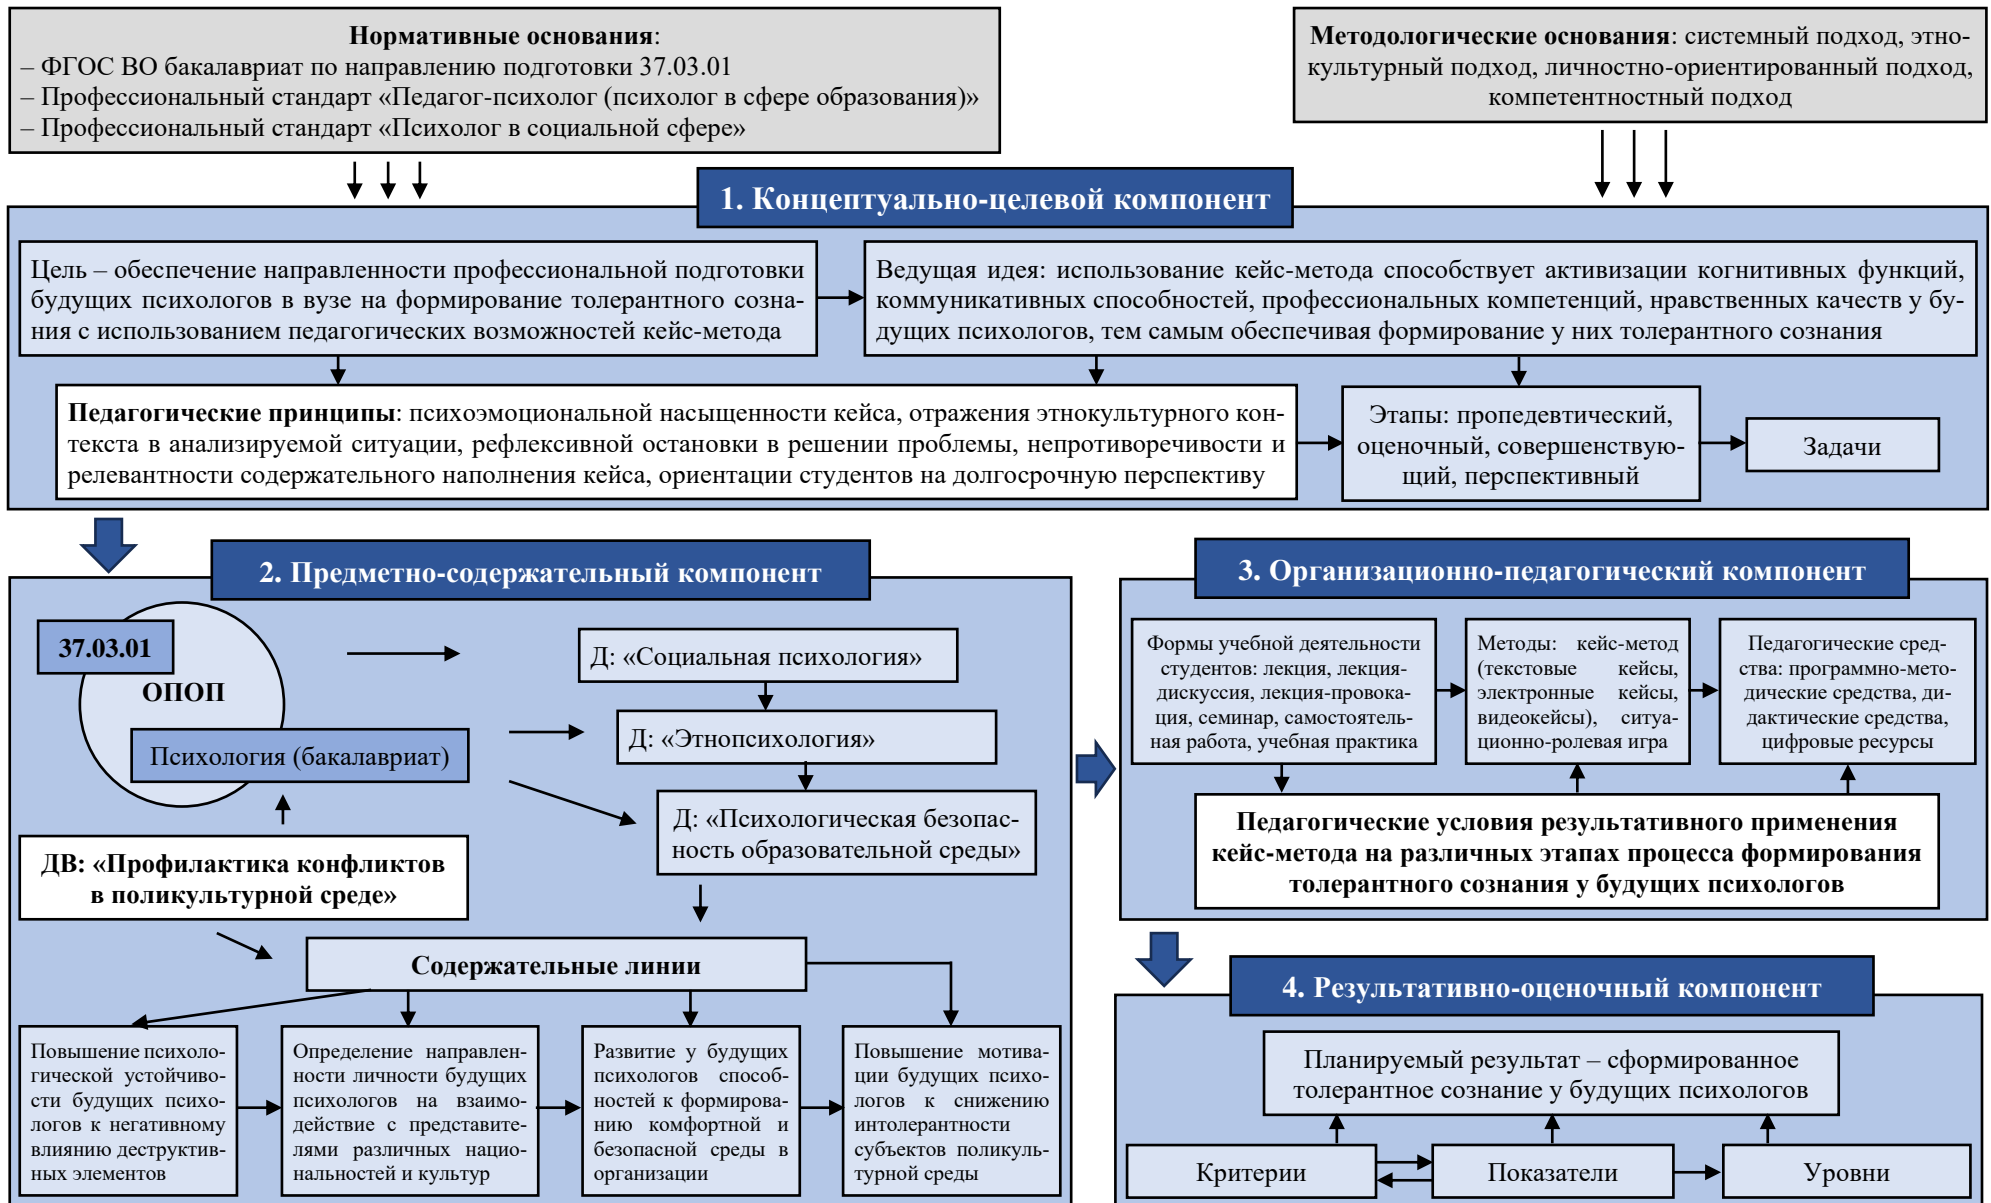 Нормативные основания:
– ФГОС ВО бакалавриат по направлению подготовки 37.03.01
– Профессиональный стандарт «Педагог-психолог (психолог в сфере образования)»
– Профессиональный стандарт «Психолог в социальной сфере»
Методологические основания: системный подход, этно-
культурный подход, личностно-ориентированный подход,
компетентностный подход
1. Концептуально-целевой компонент
Цель – обеспечение направленности профессиональной подготовки
будущих психологов в вузе на формирование толерантного созна-
ния с использованием педагогических возможностей кейс-метода
Ведущая идея: использование кейс-метода способствует активизации когнитивных функций,
коммуникативных способностей, профессиональных компетенций, нравственных качеств у бу-
дущих психологов, тем самым обеспечивая формирование у них толерантного сознания
Педагогические принципы: психоэмоциональной насыщенности кейса, отражения этнокультурного кон-
текста в анализируемой ситуации, рефлексивной остановки в решении проблемы, непротиворечивости и
релевантности содержательного наполнения кейса, ориентации студентов на долгосрочную перспективу
Этапы: пропедевтический,
оценочный, совершенствую-
щий, перспективный
Задачи
2. Предметно-содержательный компонент
37.03.01
ОПОП
Психология (бакалавриат)
Д: «Социальная психология»
Д: «Этнопсихология»
Д: «Психологическая безопас-
ность образовательной среды»
ДВ: «Профилактика конфликтов
в поликультурной среде»
Содержательные линии
Повышение психоло-
гической устойчиво-
сти будущих психо-
логов к негативному
влиянию деструктив-
ных элементов
Определение направлен-
ности личности будущих
психологов на взаимо-
действие с представите-
лями различных нацио-
нальностей и культур
Развитие у будущих
психологов способ-
ностей к формирова-
нию комфортной и
безопасной среды в
организации
Повышение мотива-
ции будущих психо-
логов к снижению
интолерантности
субъектов поликуль-
турной среды
3. Организационно-педагогический компонент
Формы учебной деятельности
студентов: лекция, лекция-
дискуссия, лекция-провока-
ция, семинар, самостоятель-
ная работа, учебная практика
Методы: кейс-метод
(текстовые кейсы,
электронные кейсы,
видеокейсы), ситуа-
ционно-ролевая игра
Педагогические сред-
ства: программно-мето-
дические средства, ди-
дактические средства,
цифровые ресурсы
Педагогические условия результативного применения
кейс-метода на различных этапах процесса формирования
толерантного сознания у будущих психологов
4. Результативно-оценочный компонент
Планируемый результат – сформированное
толерантное сознание у будущих психологов
Критерии
Показатели
Уровни